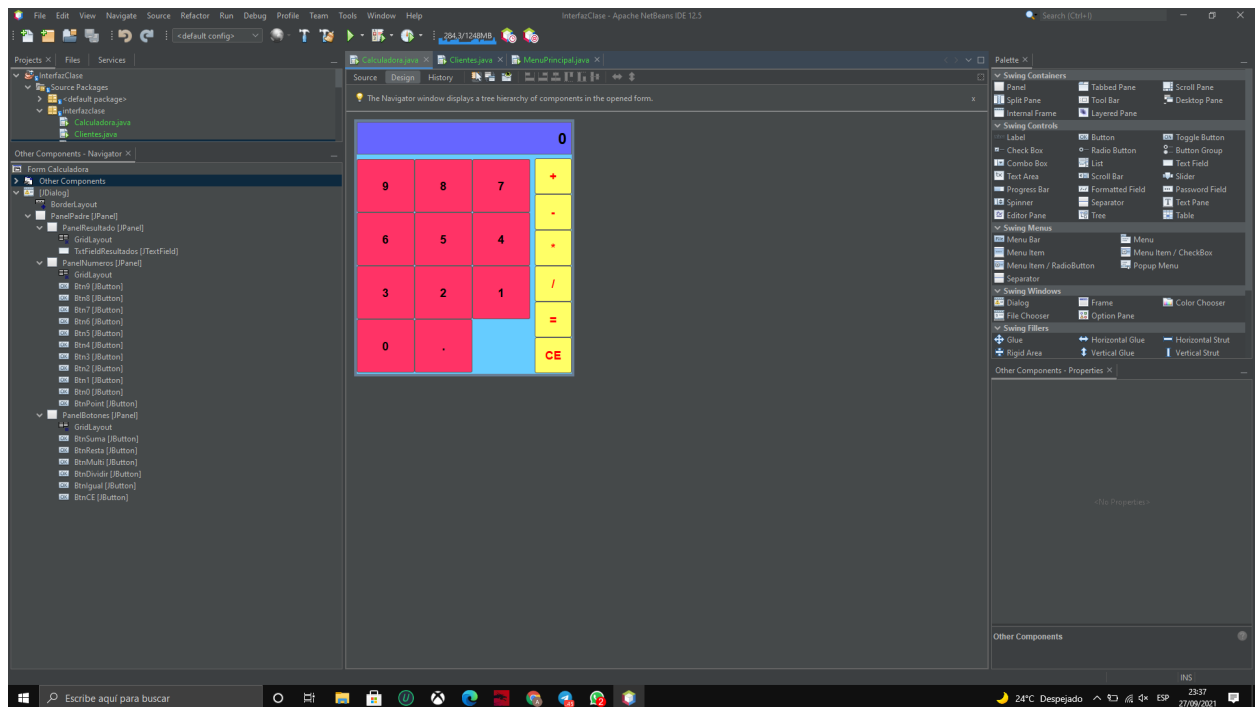 File Edit View Navigate Source Refactor Run Debug Profile Team Tools Window Help InterfazClase - Apache NetBeans IDE 12.5 Search (Ctrl+I)
<default config> 284,3/1248MB
Projects Files Services
InterfazClase
Source Packages
<default package>
interfazclase
Calculadora.java
Clientes.java
Other Components - Navigator
Form Calculadora
Other Components
[JDialog]
BorderLayout
PanelPadre [JPanel]
PanelResultado [JPanel]
GridLayout
TxtFieldResultados [JTextField]
PanelNumeros [JPanel]
GridLayout
Btn9 [JButton]
Btn8 [JButton]
Btn7 [JButton]
Btn6 [JButton]
Btn5 [JButton]
Btn4 [JButton]
Btn3 [JButton]
Btn2 [JButton]
Btn1 [JButton]
Btn0 [JButton]
BtnPoint [JButton]
PanelBotones [JPanel]
GridLayout
BtnSuma [JButton]
BtnResta [JButton]
BtnMulti [JButton]
BtnDividir [JButton]
BtnIgual [JButton]
BtnCE [JButton]
Calculadora.java Clientes.java MenuPrincipal.java
Source Design History
The Navigator window displays a tree hierarchy of components in the opened form.
0
9 8 7 +
-
6 5 4 *
3 2 1 /
=
0 . CE
Palette
Swing Containers
Panel Tabbed Pane Scroll Pane
Split Pane Tool Bar Desktop Pane
Internal Frame Layered Pane
Swing Controls
Label Button Toggle Button
Check Box Radio Button Button Group
Combo Box List Text Field
Text Area Scroll Bar Slider
Progress Bar Formatted Field Password Field
Spinner Separator Text Pane
Editor Pane Tree Table
Swing Menus
Menu Bar Menu
Menu Item Menu Item / CheckBox
Menu Item / RadioButton Popup Menu
Separator
Swing Windows
Dialog Frame Color Chooser
File Chooser Option Pane
Swing Fillers
Glue Horizontal Glue Horizontal Strut
Rigid Area Vertical Glue Vertical Strut
Other Components - Properties
<No Properties>
Other Components
INS
Escribe aquí para buscar 24°C Despejado ESP 23:37
27/09/2021